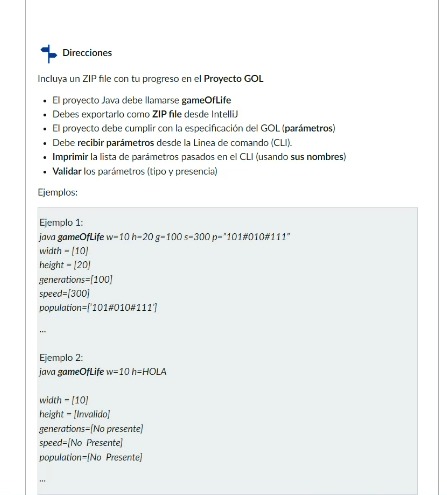 Direcciones
Incluya un ZIP file con tu progreso en el Proyecto GOL
• El proyecto Java debe llamarse gameOfLife
• Debes exportarlo como ZIP file desde IntelliJ
• El proyecto debe cumplir con la especificación del GOL (parámetros)
• Debe recibir parámetros desde la Linea de comando (CLI).
• Imprimir la lista de parámetros pasados en el CLI (usando sus nombres)
• Validar los parámetros (tipo y presencia)
Ejemplos:
Ejemplo 1:
java gameOfLife w=10 h=20 g=100 s=300 p="101#010#111"
width = [10]
height = [20]
generations=[100]
speed=[300]
population=['101#010#111']
...
Ejemplo 2:
java gameOfLife w=10 h=HOLA
width = [10]
height = [Invalido]
generations=[No presente]
speed=[No Presente]
population=[No Presente]
...